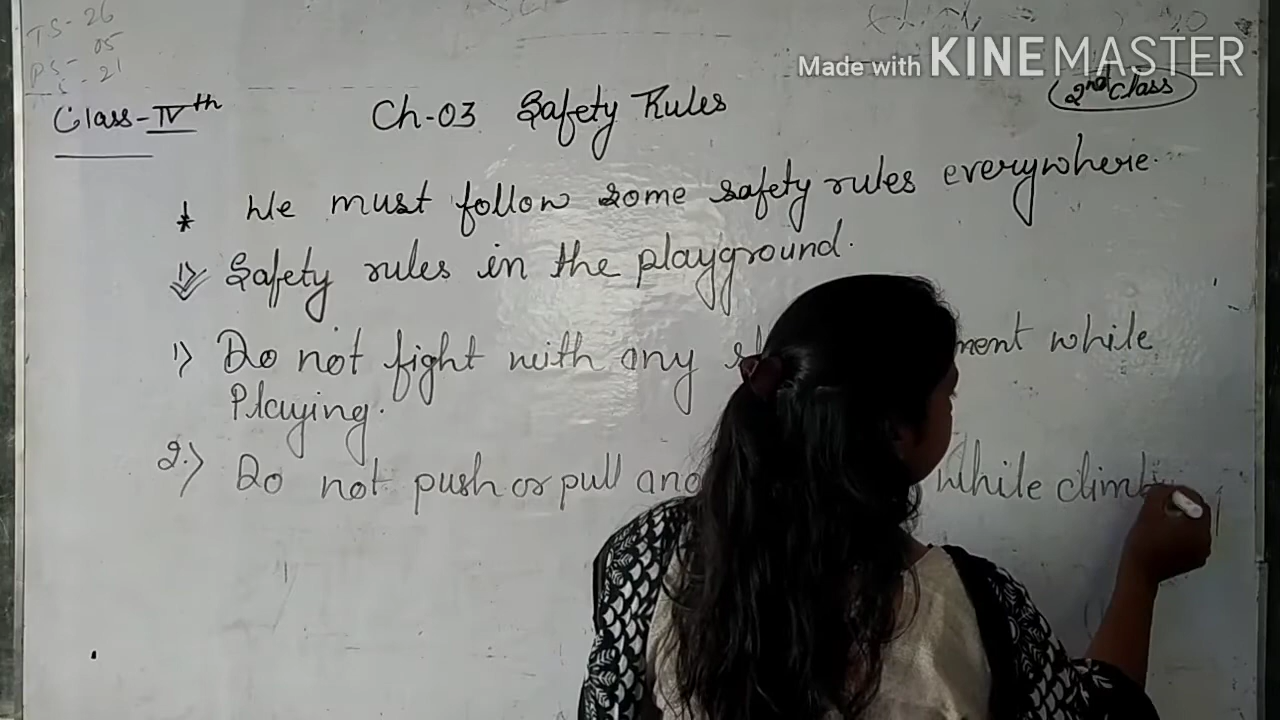 TS-26
05
PS-
21
Made with KINEMASTER
Class-IVth
Ch-03 Safety Rules
2nd Class
We must follow some safety rules everywhere.
Safety rules in the playground.
1) Do not fight with any while
Playing.
2.) Do not push or pull While climb